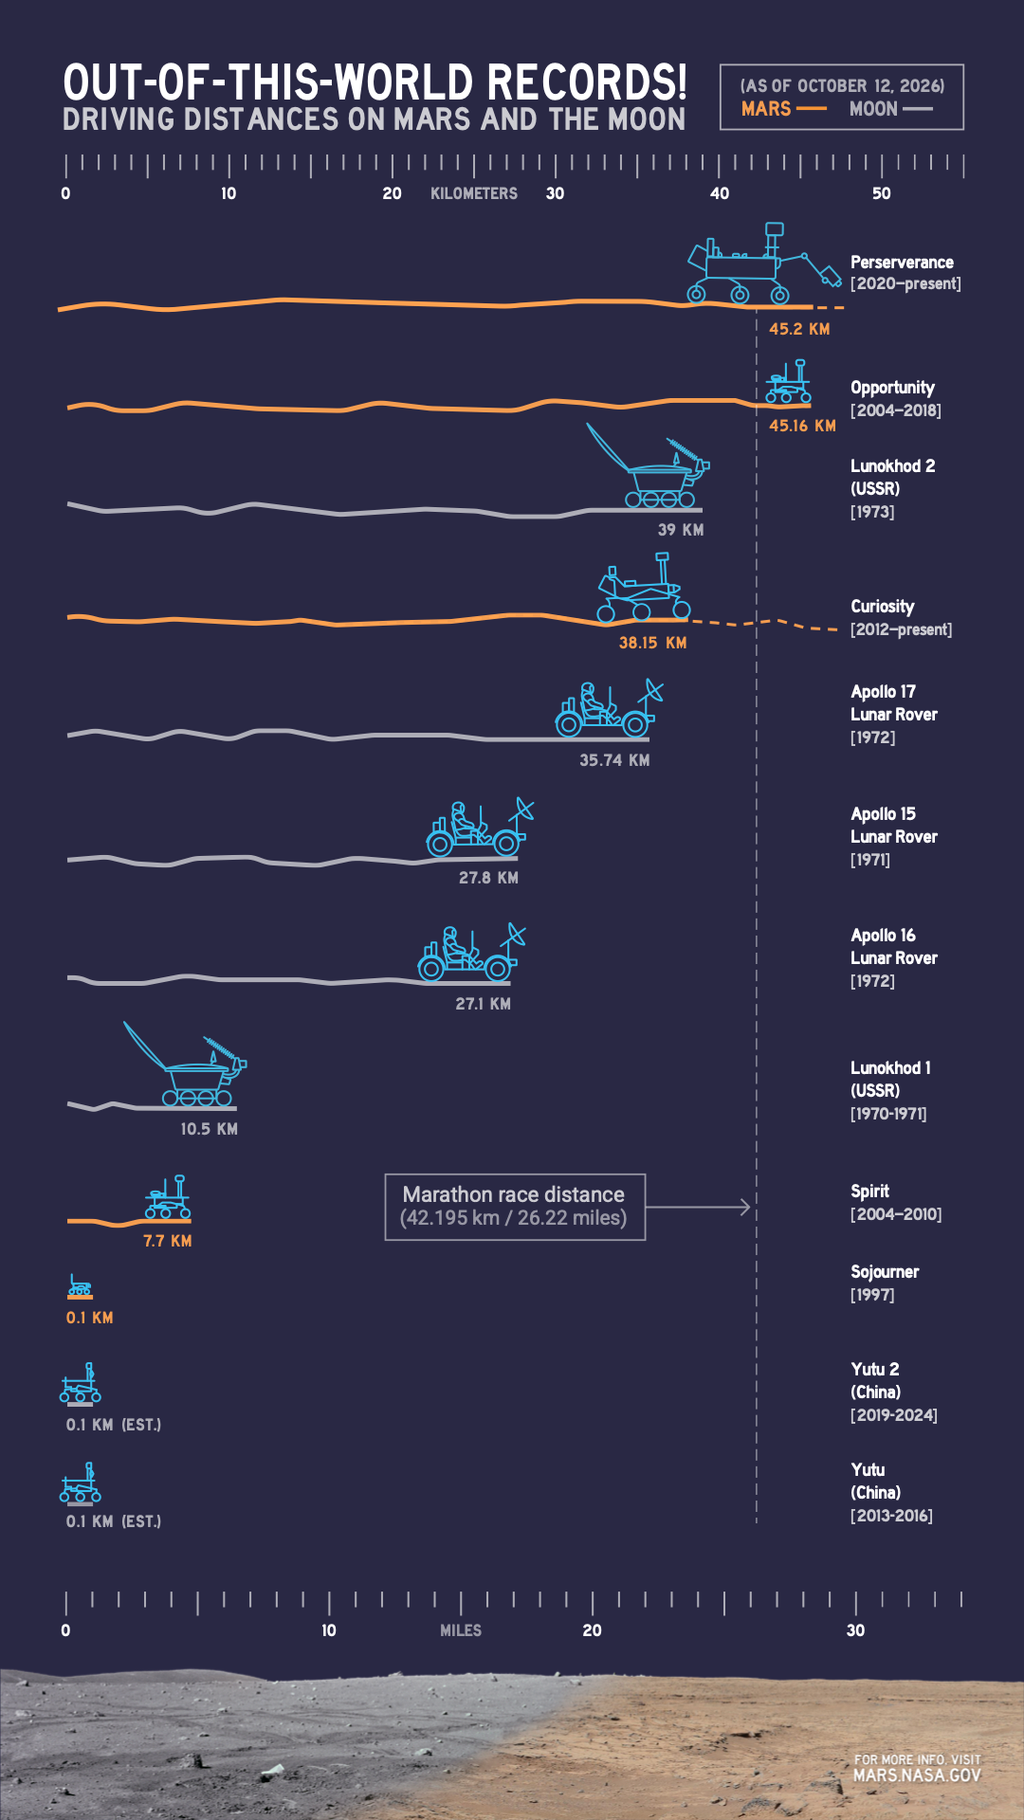 OUT-OF-THIS-WORLD RECORDS!
DRIVING DISTANCES ON MARS AND THE MOON
(AS OF OCTOBER 12, 2026)
MARS MOON
0 10 20 KILOMETERS 30 40 50
Perserverance
[2020–present]
45.2 KM
Opportunity
[2004–2018]
45.16 KM
Lunokhod 2
(USSR)
[1973]
39 KM
Curiosity
[2012–present]
38.15 KM
Apollo 17
Lunar Rover
[1972]
35.74 KM
Apollo 15
Lunar Rover
[1971]
27.8 KM
Apollo 16
Lunar Rover
[1972]
27.1 KM
Lunokhod 1
(USSR)
[1970-1971]
10.5 KM
Marathon race distance
(42.195 km / 26.22 miles)
Spirit
[2004–2010]
7.7 KM
Sojourner
[1997]
0.1 KM
Yutu 2
(China)
[2019-2024]
0.1 KM (EST.)
Yutu
(China)
[2013-2016]
0.1 KM (EST.)
0 10 MILES 20 30
FOR MORE INFO, VISIT
MARS.NASA.GOV